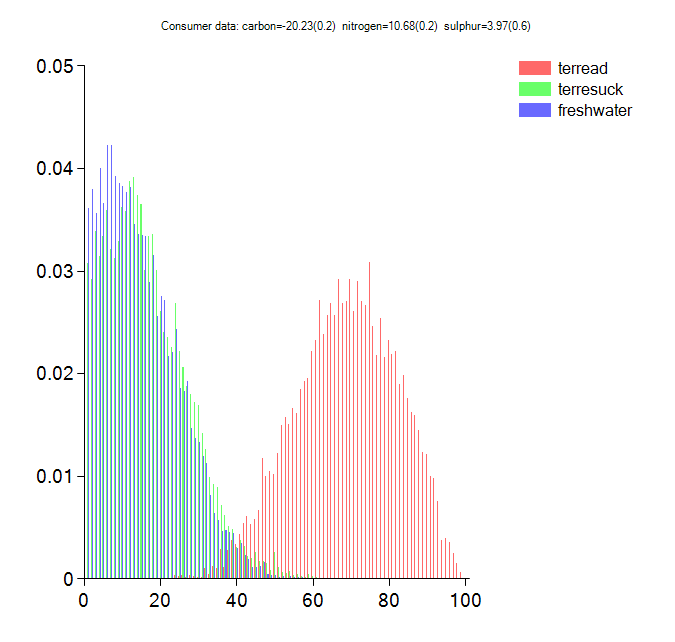 Consumer data: carbon=-20.23(0.2) nitrogen=10.68(0.2) sulphur=3.97(0.6)
terread
terresuck
freshwater
0.05
0.04
0.03
0.02
0.01
0
0 20 40 60 80 100